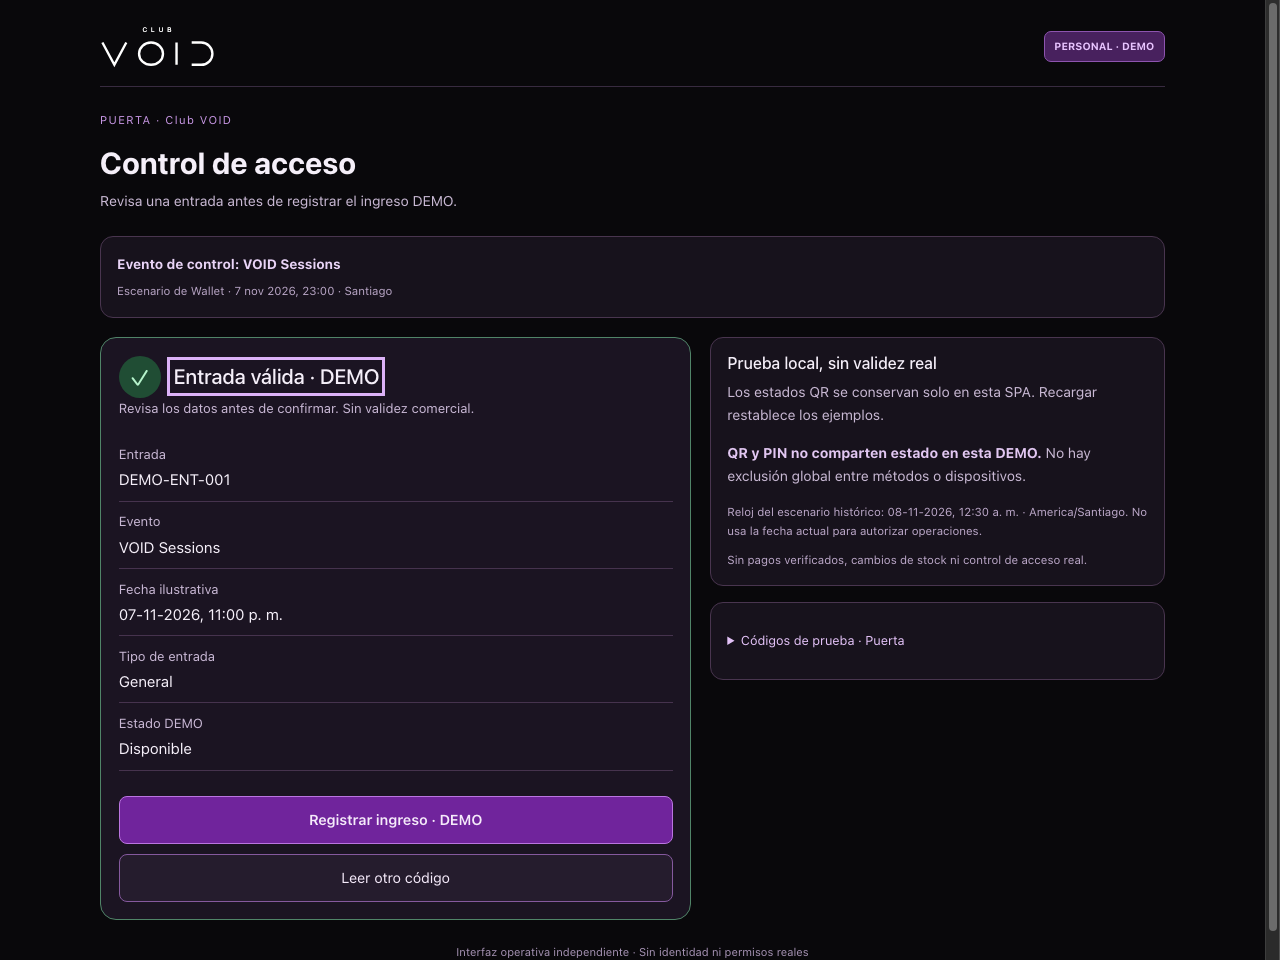 CLUB
VOID
PERSONAL · DEMO
PUERTA · Club VOID
Control de acceso
Revisa una entrada antes de registrar el ingreso DEMO.
Evento de control: VOID Sessions
Escenario de Wallet · 7 nov 2026, 23:00 · Santiago
Entrada válida · DEMO
Revisa los datos antes de confirmar. Sin validez comercial.
Entrada
DEMO-ENT-001
Evento
VOID Sessions
Fecha ilustrativa
07-11-2026, 11:00 p. m.
Tipo de entrada
General
Estado DEMO
Disponible
Registrar ingreso · DEMO
Leer otro código
Prueba local, sin validez real
Los estados QR se conservan solo en esta SPA. Recargar
restablece los ejemplos.
QR y PIN no comparten estado en esta DEMO. No hay
exclusión global entre métodos o dispositivos.
Reloj del escenario histórico: 08-11-2026, 12:30 a. m. · America/Santiago. No
usa la fecha actual para autorizar operaciones.
Sin pagos verificados, cambios de stock ni control de acceso real.
Códigos de prueba · Puerta
Interfaz operativa independiente · Sin identidad ni permisos reales